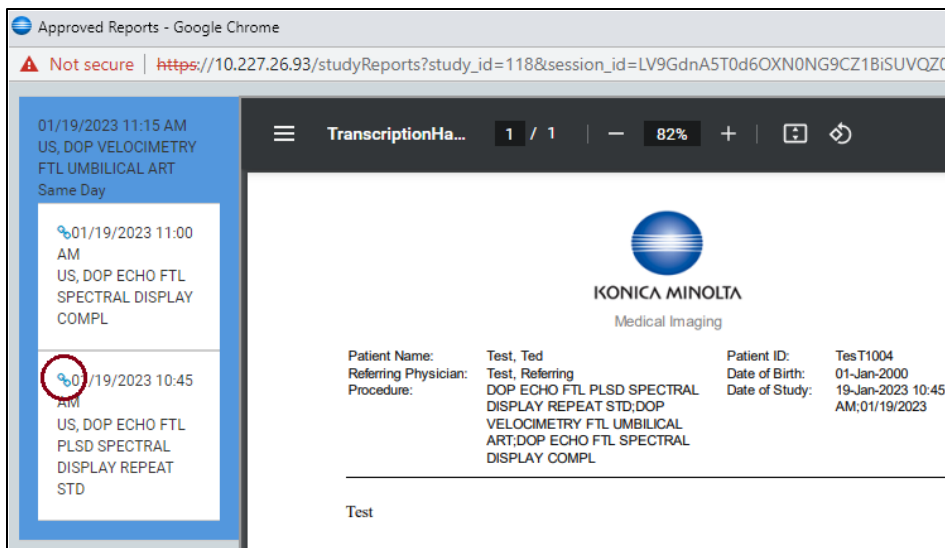 Approved Reports - Google Chrome
Not secure | https://10.227.26.93/studyReports?study_id=118&session_id=LV9GdnA5T0d6OXN0NG9CZ1BiSUVQZ0
01/19/2023 11:15 AM
US, DOP VELOCIMETRY
FTL UMBILICAL ART
Same Day
01/19/2023 11:00
AM
US, DOP ECHO FTL
SPECTRAL DISPLAY
COMPL
01/19/2023 10:45
AM
US, DOP ECHO FTL
PLSD SPECTRAL
DISPLAY REPEAT
STD
TranscriptionHa... 1 / 1 82%
KONICA MINOLTA
Medical Imaging
Patient Name: Test, Ted Patient ID: TesT1004
Referring Physician: Test, Referring Date of Birth: 01-Jan-2000
Procedure: DOP ECHO FTL PLSD SPECTRAL Date of Study: 19-Jan-2023 10:45
DISPLAY REPEAT STD;DOP AM;01/19/2023
VELOCIMETRY FTL UMBILICAL
ART;DOP ECHO FTL SPECTRAL
DISPLAY COMPL
Test